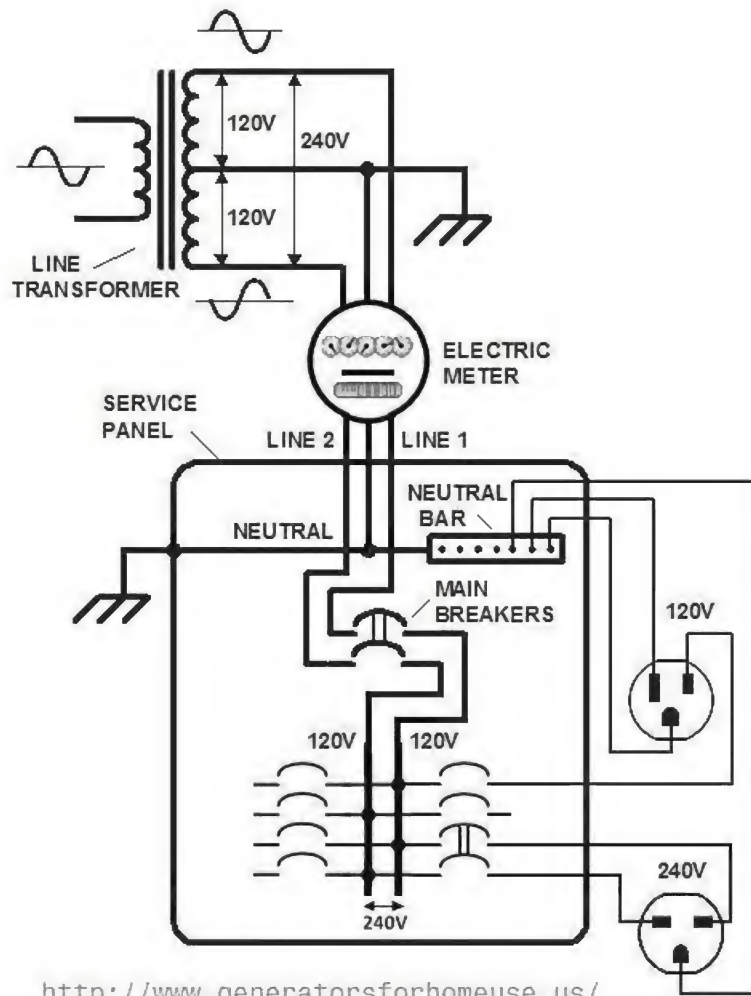 120V
240V
120V
LINE
TRANSFORMER
ELECTRIC
METER
SERVICE
PANEL
LINE 2
LINE 1
NEUTRAL
NEUTRAL
BAR
MAIN
BREAKERS
120V
120V
120V
240V
240V
http://www.generatorsforhomeuse.us/